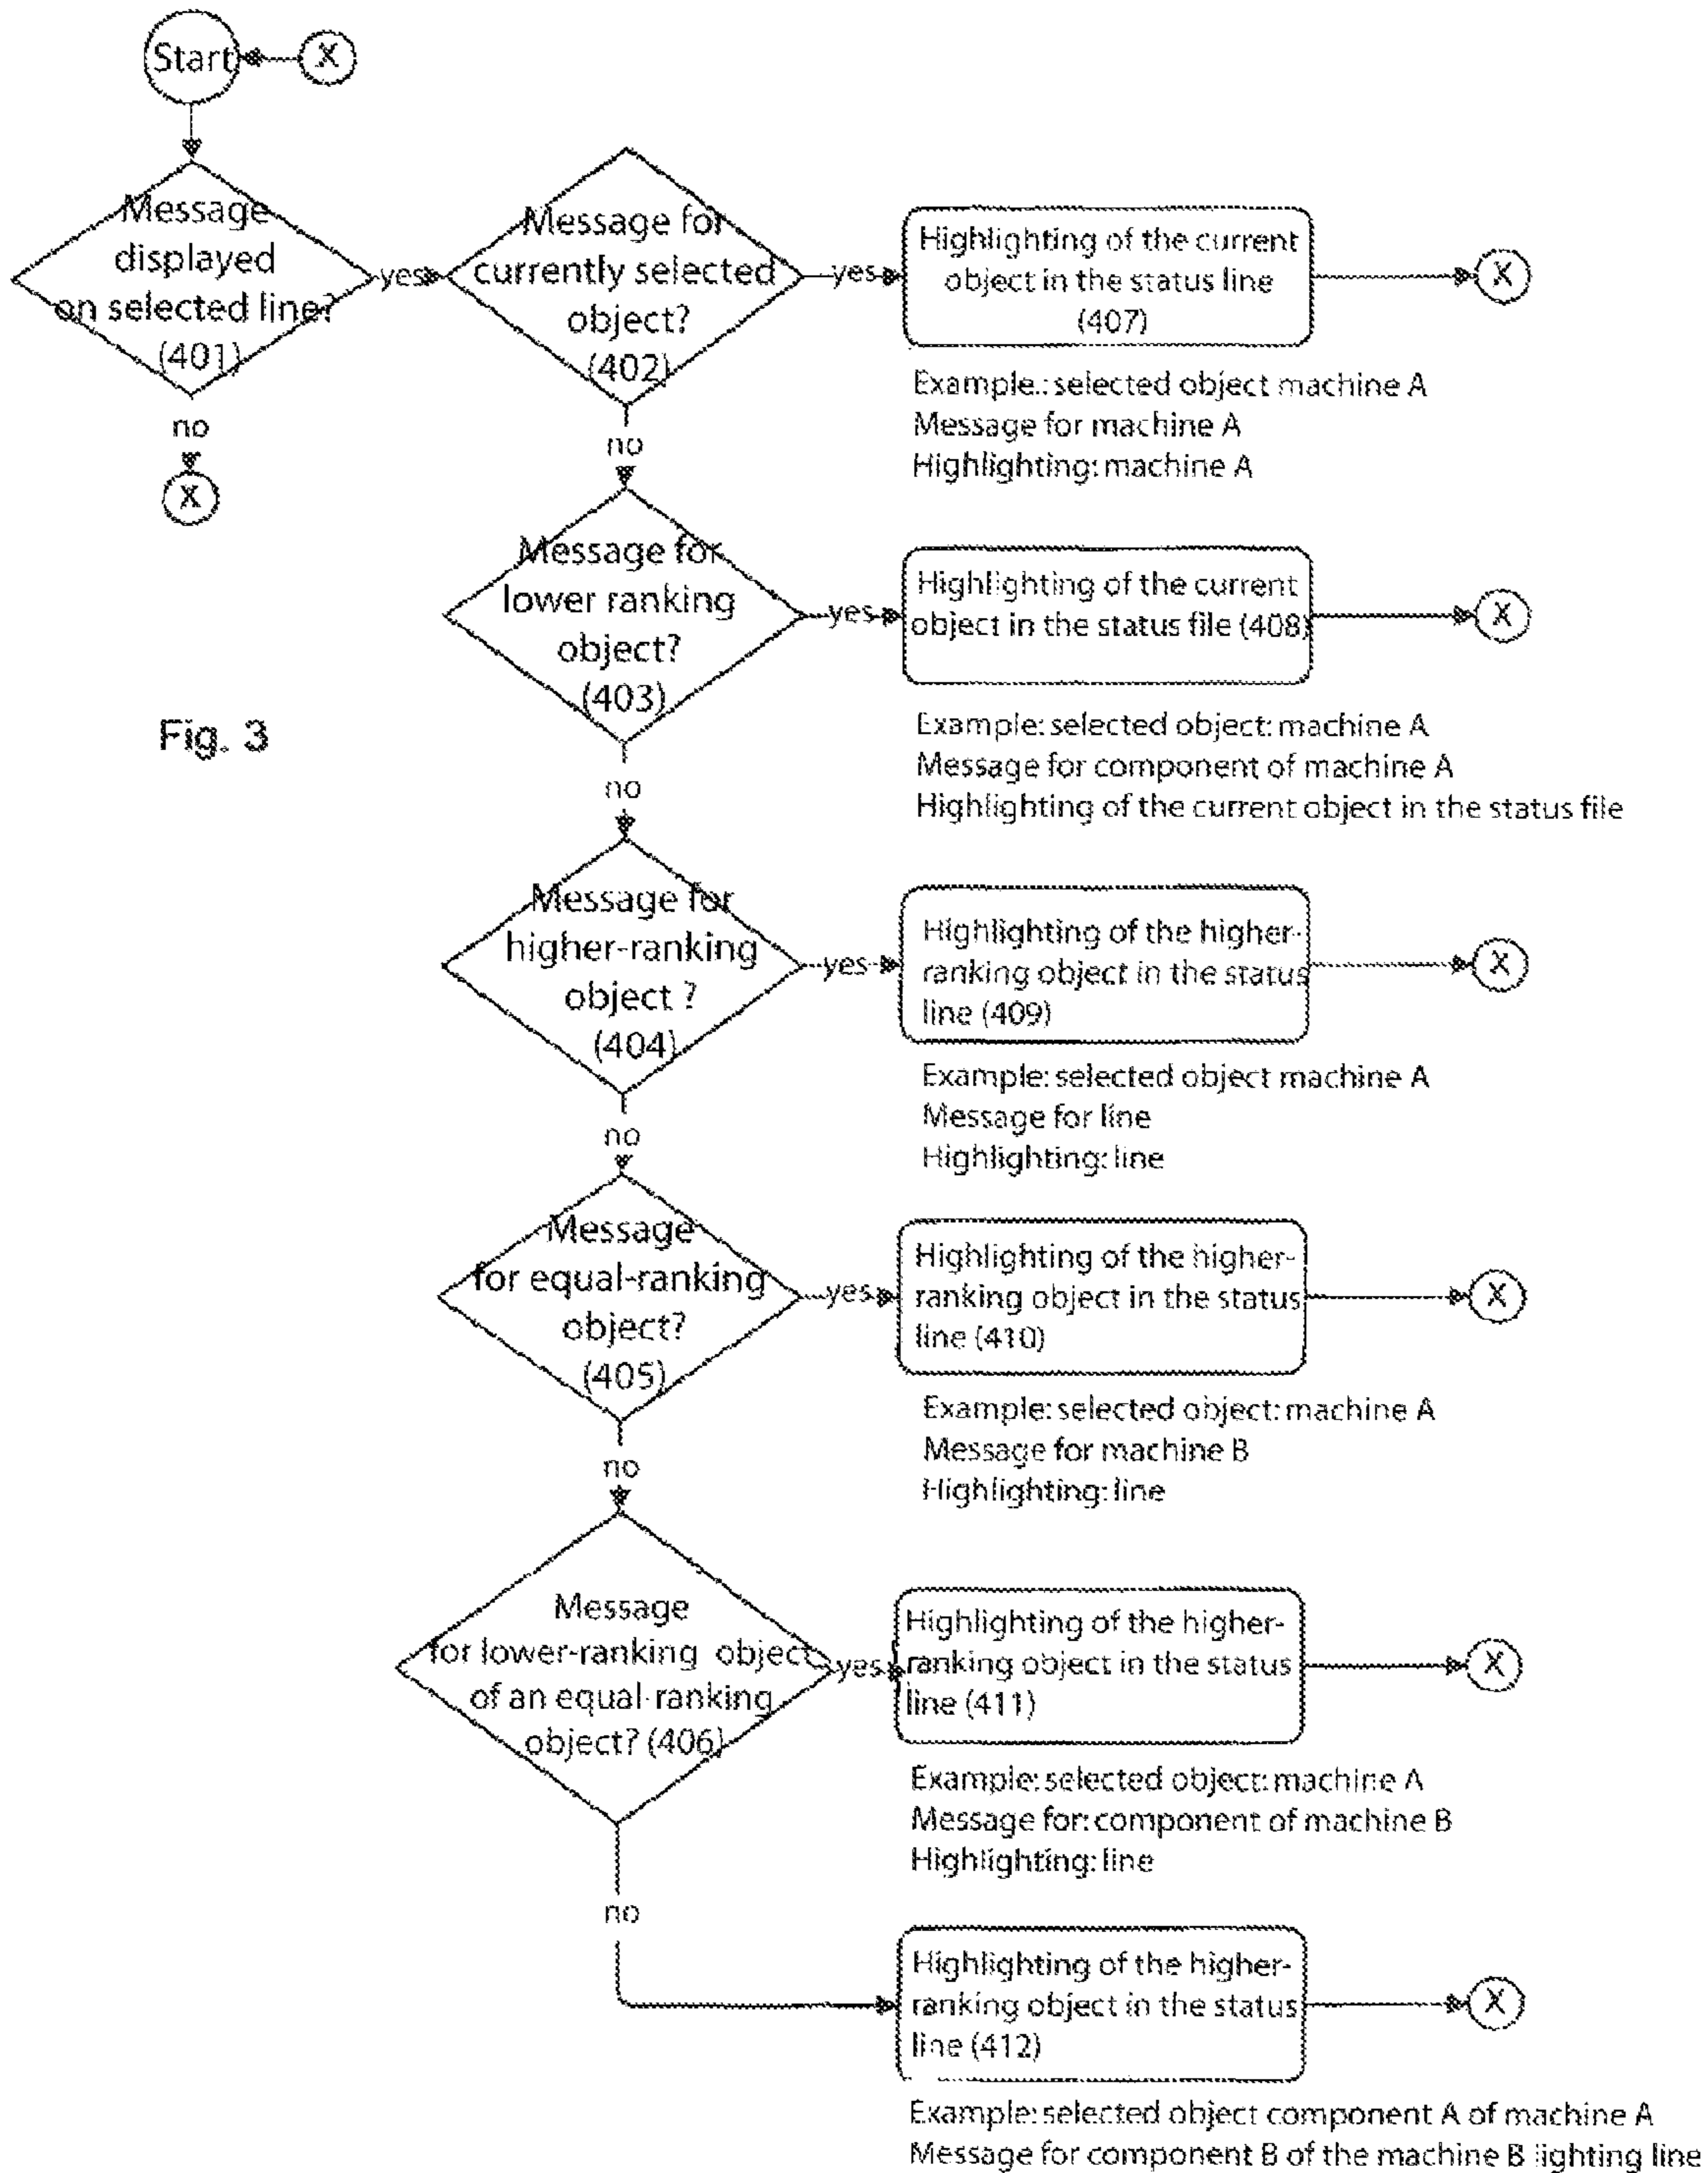 Start
X
Message
displayed
on selected line?
(401)
yes
no
X
Message for
currently selected
object?
(402)
yes
Highlighting of the current
object in the status line
(407)
X
Example.: selected object machine A
Message for machine A
Highlighting: machine A
no
Message for
lower ranking
object?
(403)
yes
Highlighting of the current
object in the status file (408)
X
Example: selected object: machine A
Message for component of machine A
Highlighting of the current object in the status file
Fig. 3
no
Message for
higher-ranking
object ?
(404)
yes
Highlighting of the higher-
ranking object in the status
line (409)
X
Example: selected object machine A
Message for line
Highlighting: line
no
Message
for equal-ranking
object?
(405)
yes
Highlighting of the higher-
ranking object in the status
line (410)
X
Example: selected object: machine A
Message for machine B
Highlighting: line
no
Message
for lower-ranking object
of an equal-ranking
object? (406)
yes
Highlighting of the higher-
ranking object in the status
line (411)
X
Example: selected object: machine A
Message for: component of machine B
Highlighting: line
no
Highlighting of the higher-
ranking object in the status
line (412)
X
Example: selected object component A of machine A
Message for component B of the machine B lighting line